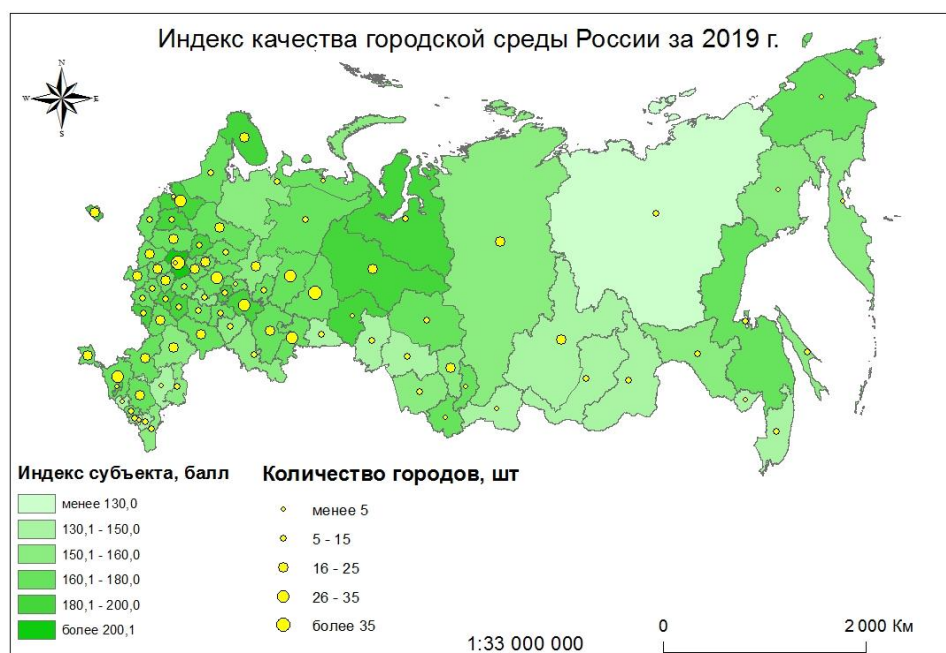 Индекс качества городской среды России за 2019 г.
N
W
E
S
Индекс субъекта, балл
менее 130,0
130,1 - 150,0
150,1 - 160,0
160,1 - 180,0
180,1 - 200,0
более 200,1
Количество городов, шт
менее 5
5 - 15
16 - 25
26 - 35
более 35
1:33 000 000
0
2 000 Км